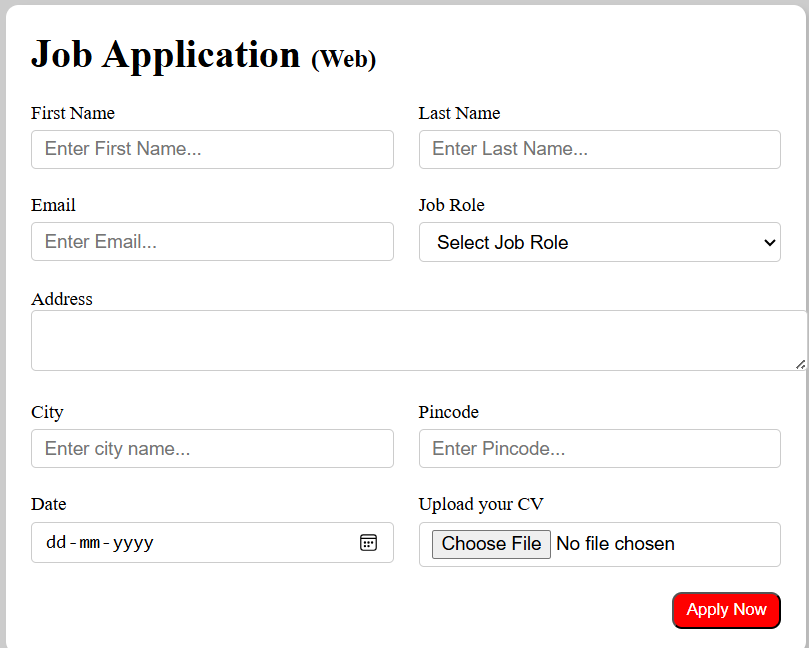 Job Application (Web)
First Name Last Name
Enter First Name... Enter Last Name...
Email Job Role
Enter Email... Select Job Role
Address
City Pincode
Enter city name... Enter Pincode...
Date Upload your CV
dd-mm-yyyy Choose File No file chosen
Apply Now